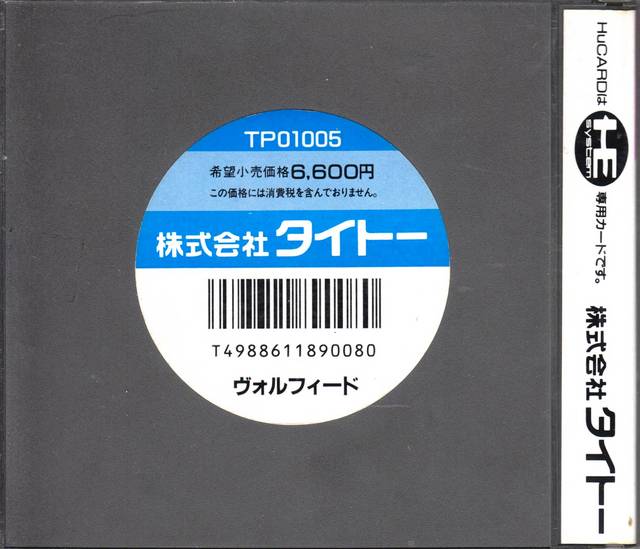 TP01005
希望小売価格6,600円
この価格には消費税を含んでおりません。
株式会社 タイトー
T4988611890080
ヴォルフィード
HuCARDは HE system 専用カードです。 株式会社 タイトー